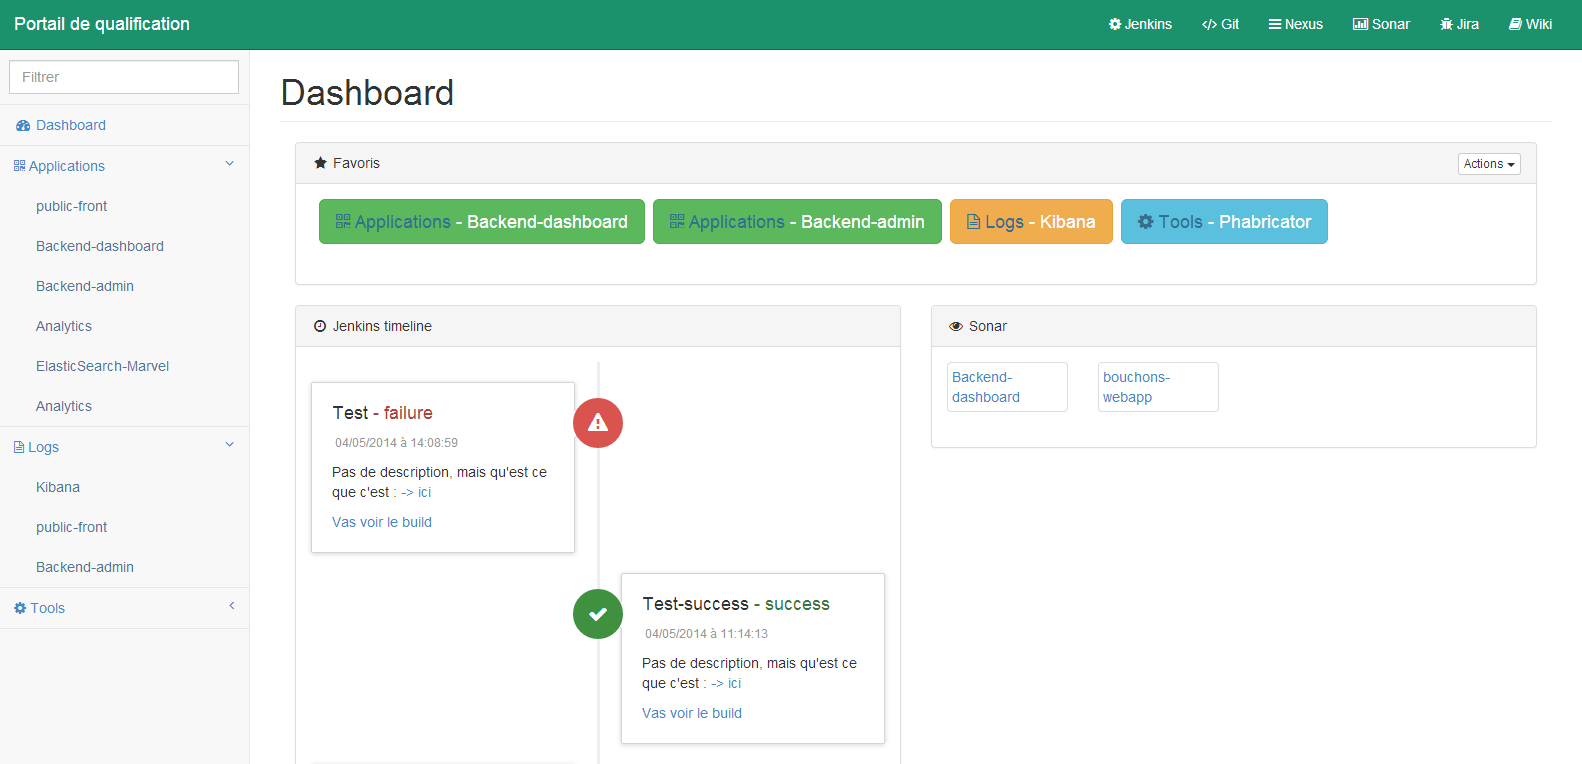 Portail de qualification
Jenkins
Git
Nexus
Sonar
Jira
Wiki
Filtrer
Dashboard
Applications
public-front
Backend-dashboard
Backend-admin
Analytics
ElasticSearch-Marvel
Analytics
Logs
Kibana
public-front
Backend-admin
Tools
Dashboard
Favoris
Actions
Applications - Backend-dashboard
Applications - Backend-admin
Logs - Kibana
Tools - Phabricator
Jenkins timeline
Test - failure
04/05/2014 à 14:08:59
Pas de description, mais qu'est ce
que c'est : -> ici
Vas voir le build
Test-success - success
04/05/2014 à 11:14:13
Pas de description, mais qu'est ce
que c'est : -> ici
Vas voir le build
Sonar
Backend-
dashboard
bouchons-
webapp